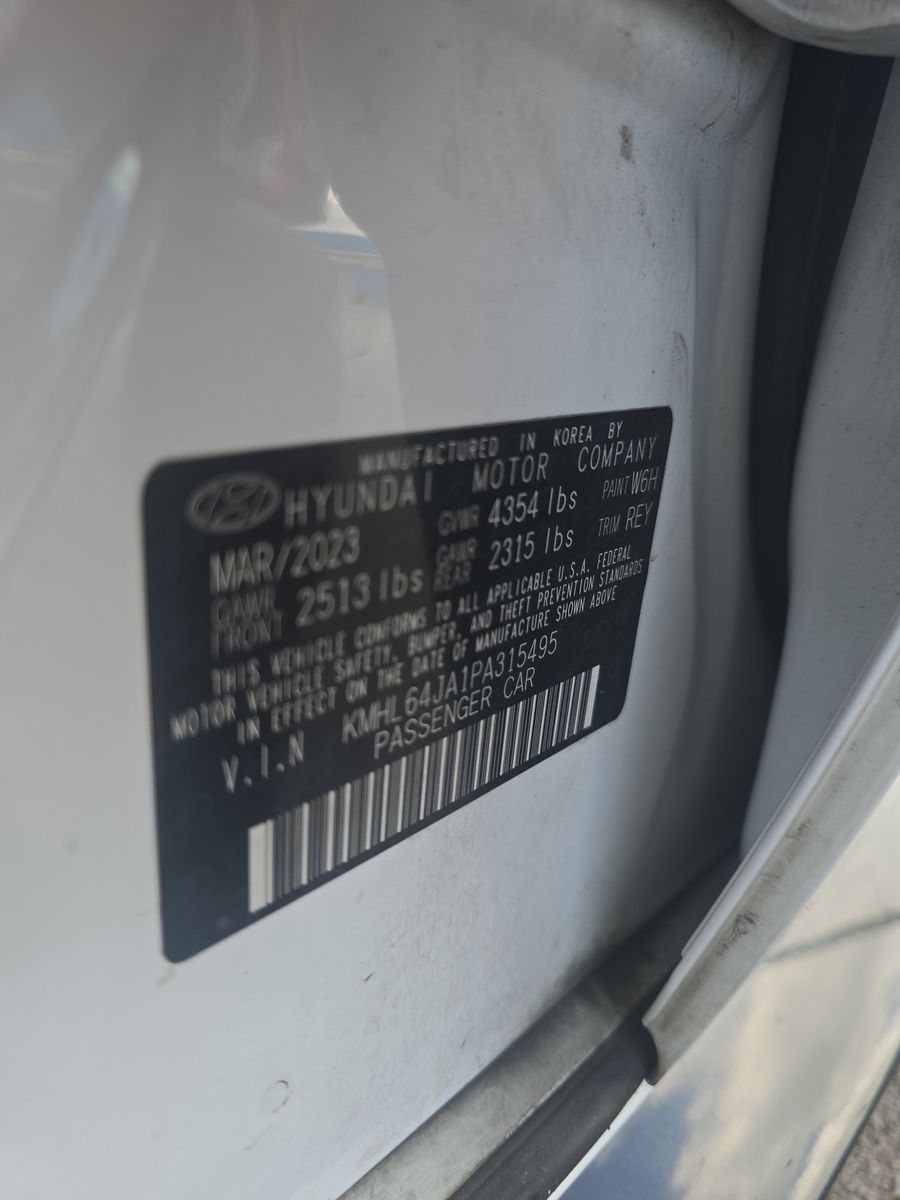 MANUFACTURED IN KOREA BY
HYUNDAI MOTOR COMPANY
MAR/2023 GVWR 4354 lbs PAINT W6H
GAWR FRONT 2513 lbs GAWR REAR 2315 lbs TRIM REY
THIS VEHICLE CONFORMS TO ALL APPLICABLE U.S.A. FEDERAL
MOTOR VEHICLE SAFETY, BUMPER, AND THEFT PREVENTION STANDARDS
IN EFFECT ON THE DATE OF MANUFACTURE SHOWN ABOVE
V.I.N KMHL64JA1PA315495
PASSENGER CAR